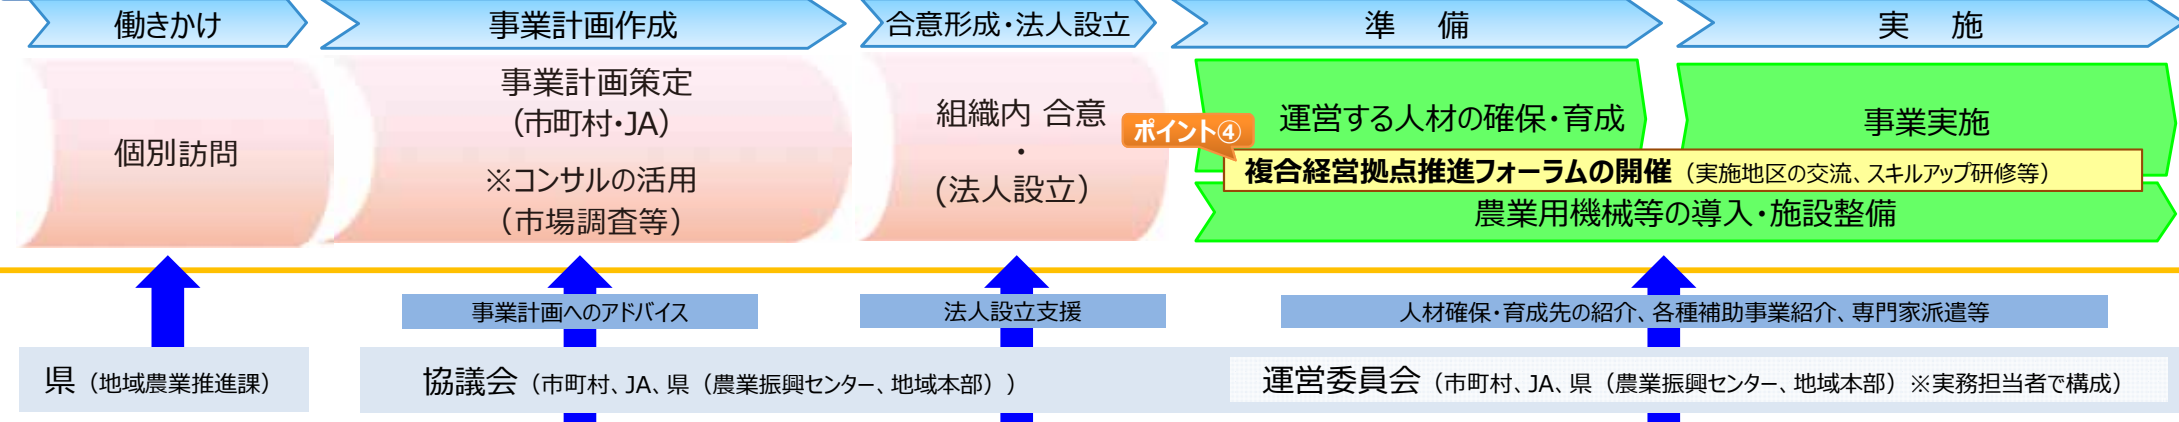 働きかけ
事業計画作成
合意形成・法人設立
準　備
実　施
個別訪問
事業計画策定
（市町村・JA）
※コンサルの活用
（市場調査等）
組織内 合意
・
(法人設立）
ポイント④
運営する人材の確保・育成
事業実施
複合経営拠点推進フォーラムの開催（実施地区の交流、スキルアップ研修等）
農業用機械等の導入・施設整備
事業計画へのアドバイス
法人設立支援
人材確保・育成先の紹介、各種補助事業紹介、専門家派遣等
県（地域農業推進課）
協議会（市町村、JA、県（農業振興センター、地域本部））
運営委員会（市町村、JA、県（農業振興センター、地域本部）※実務担当者で構成）